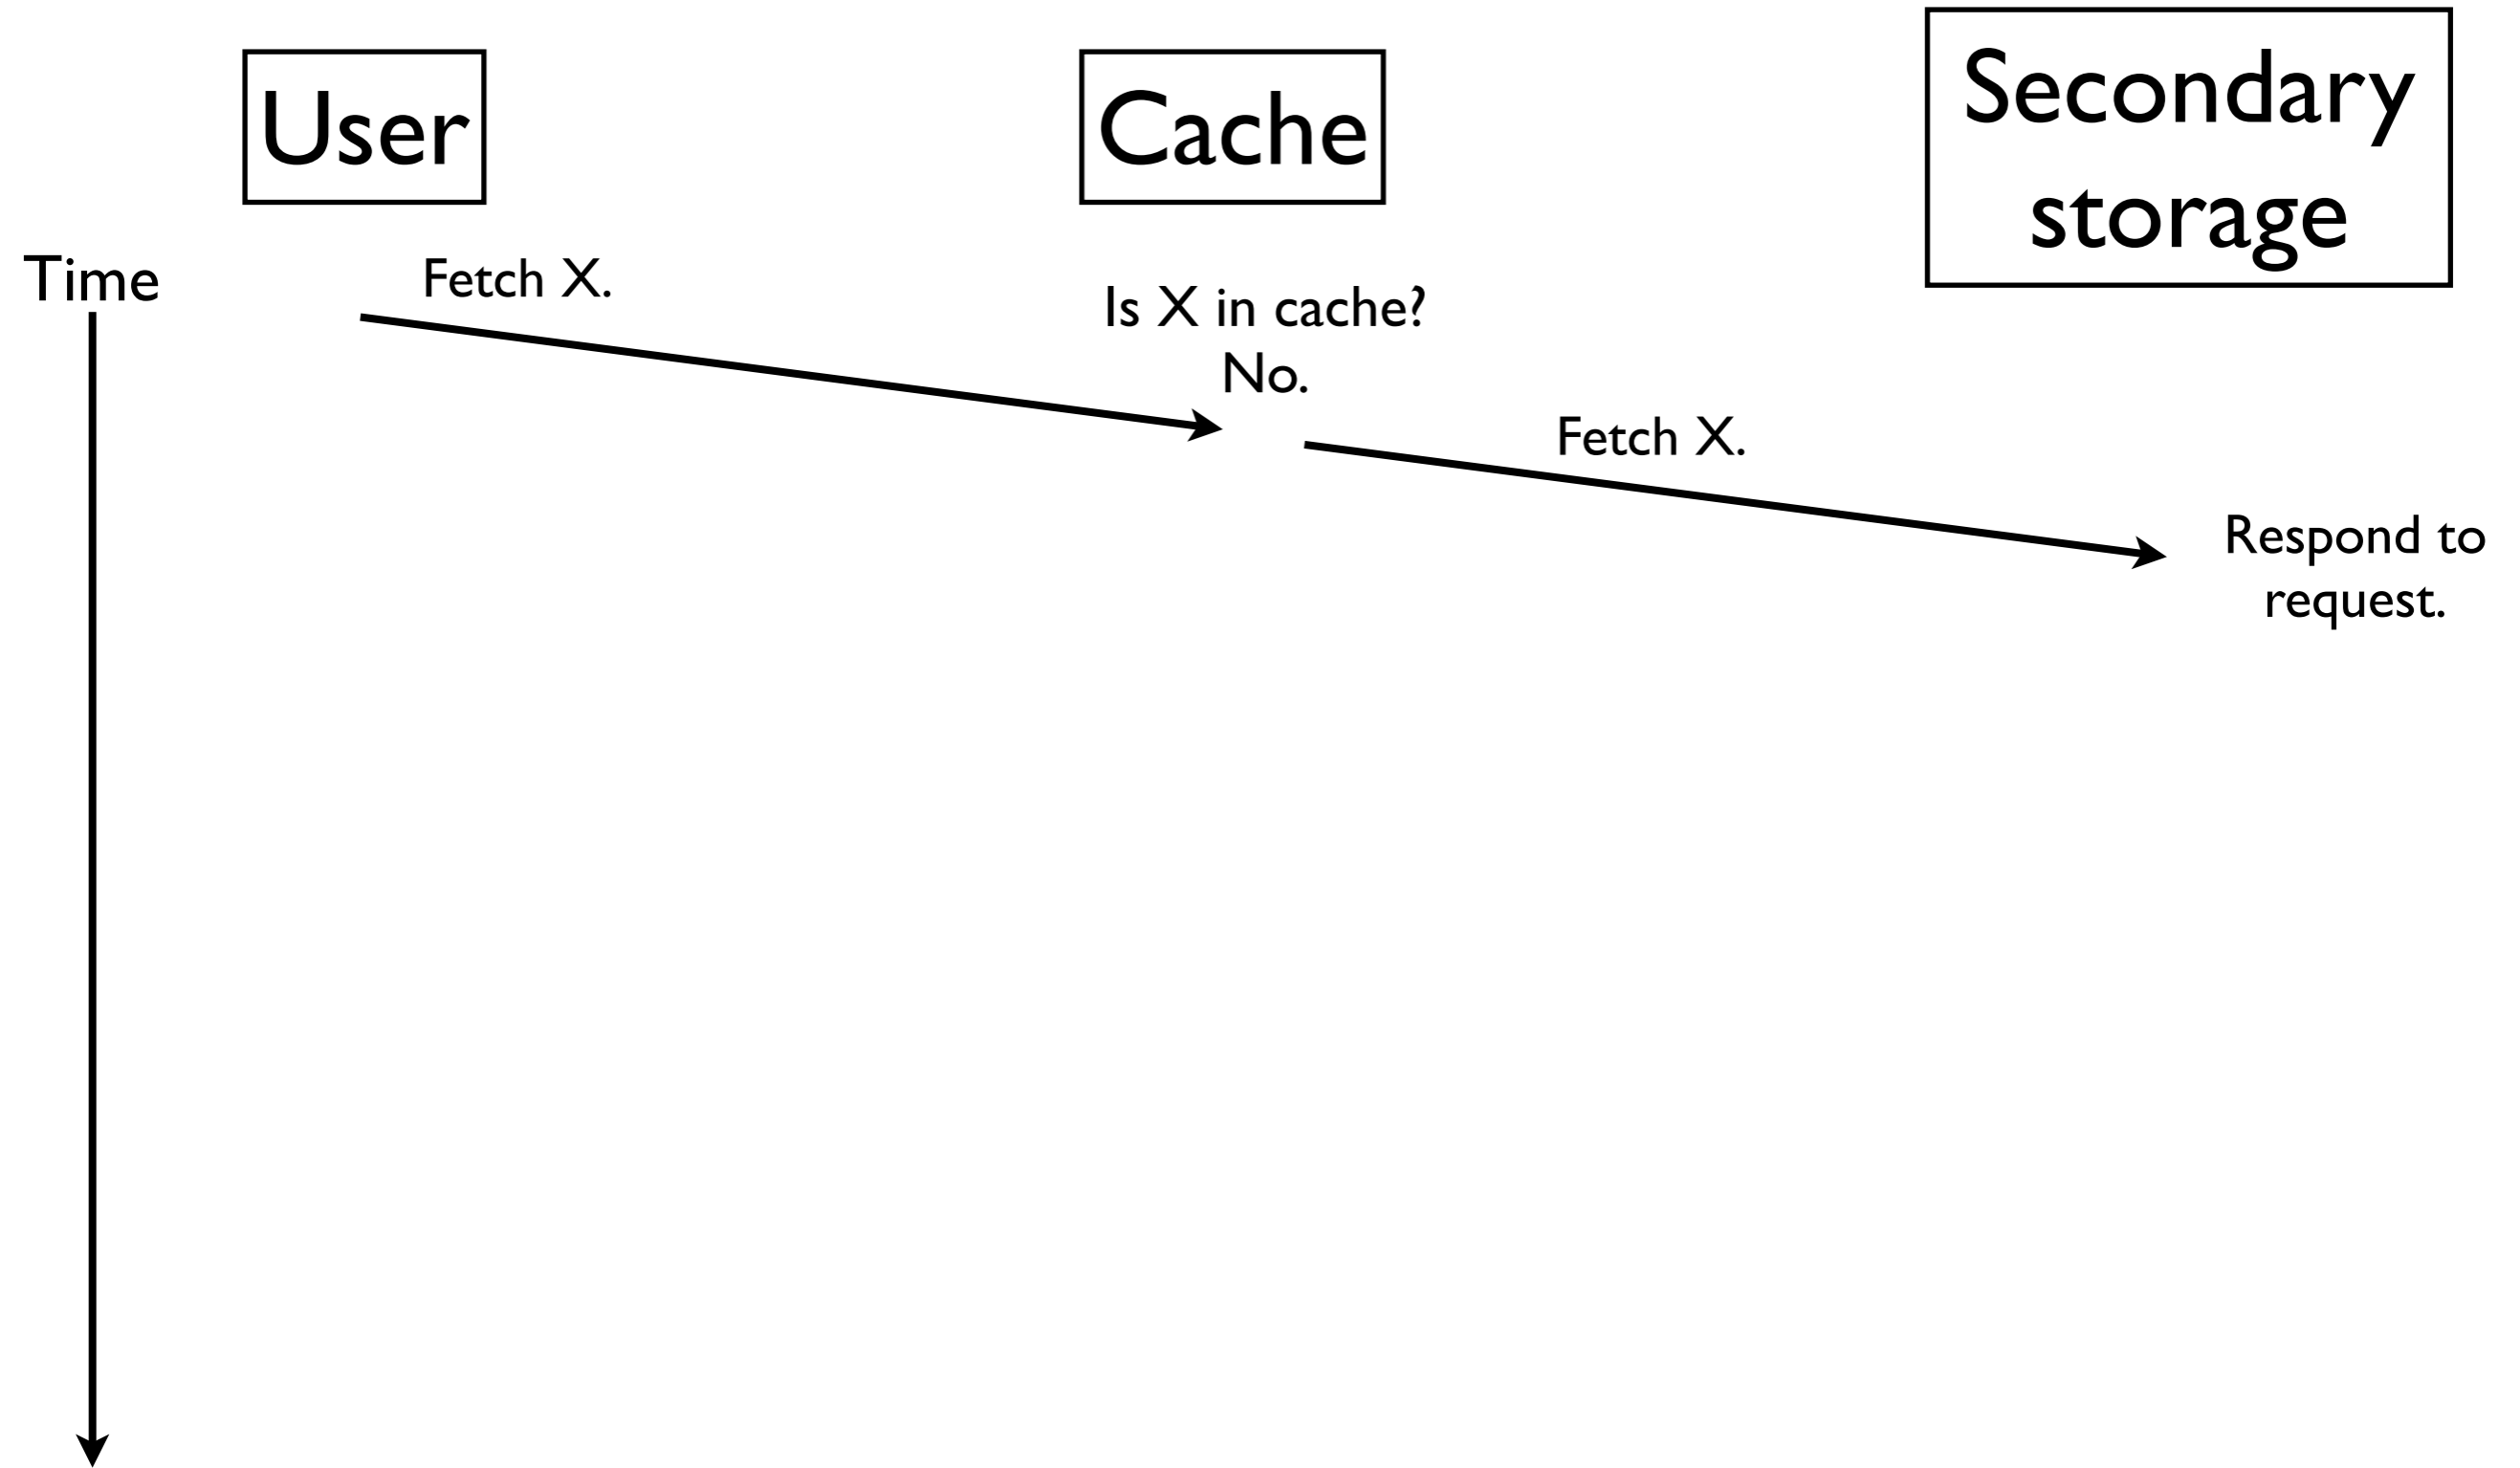 User
Cache
Secondary
storage
Time
Fetch X.
Is X in cache?
No.
Fetch X.
Respond to
request.